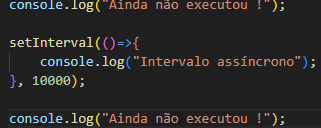 console.log("Ainda não executou !");
setInterval(()=>{
console.log("Intervalo assíncrono");
}, 10000);
console.log("Ainda não executou !");